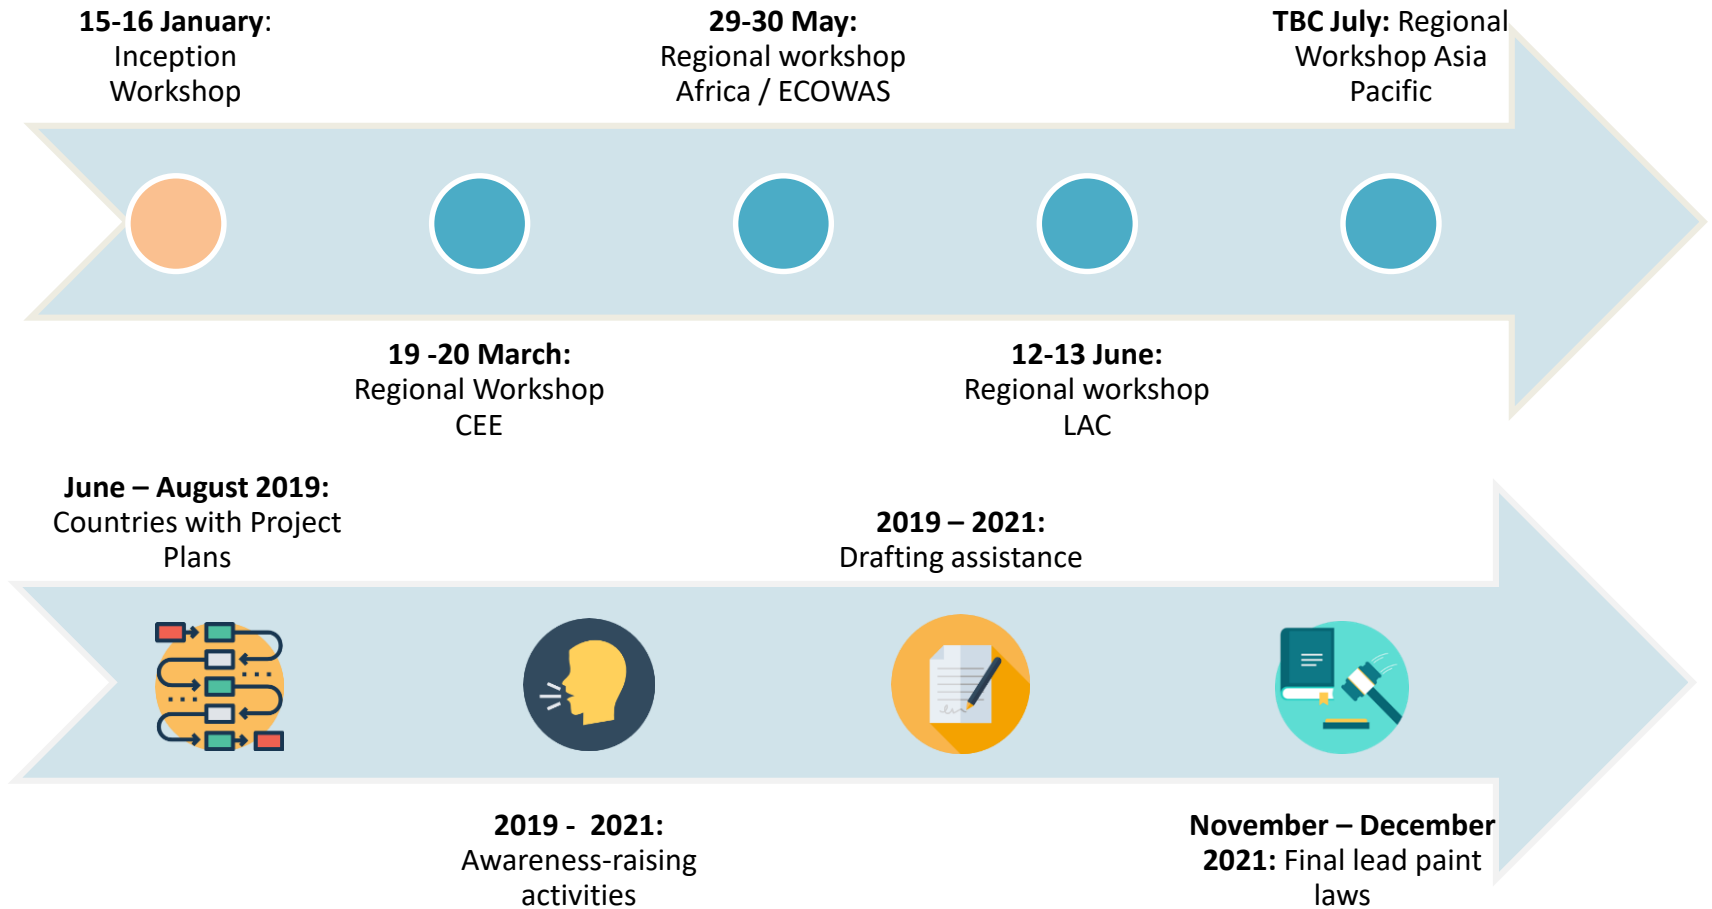 15-16 January:
Inception
Workshop
29-30 May:
Regional workshop
Africa / ECOWAS
TBC July: Regional
Workshop Asia
Pacific
19 -20 March:
Regional Workshop
CEE
12-13 June:
Regional workshop
LAC
June – August 2019:
Countries with Project
Plans
2019 – 2021:
Drafting assistance
2019 -  2021:
Awareness-raising
activities
November – December
2021: Final lead paint
laws